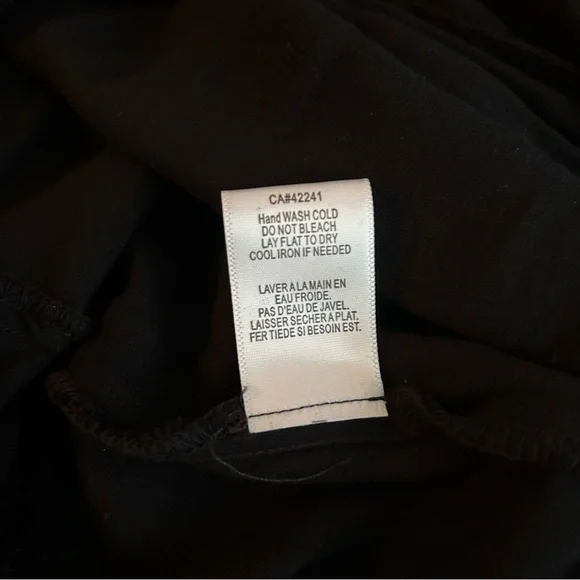 CA#42241
Hand WASH COLD
DO NOT BLEACH
LAY FLAT TO DRY
COOL IRON IF NEEDED
LAVER A LA MAIN EN
EAU FROIDE.
PAS D'EAU DE JAVEL.
LAISSER SECHER A PLAT,
FER TIEDE SI BESOIN EST.